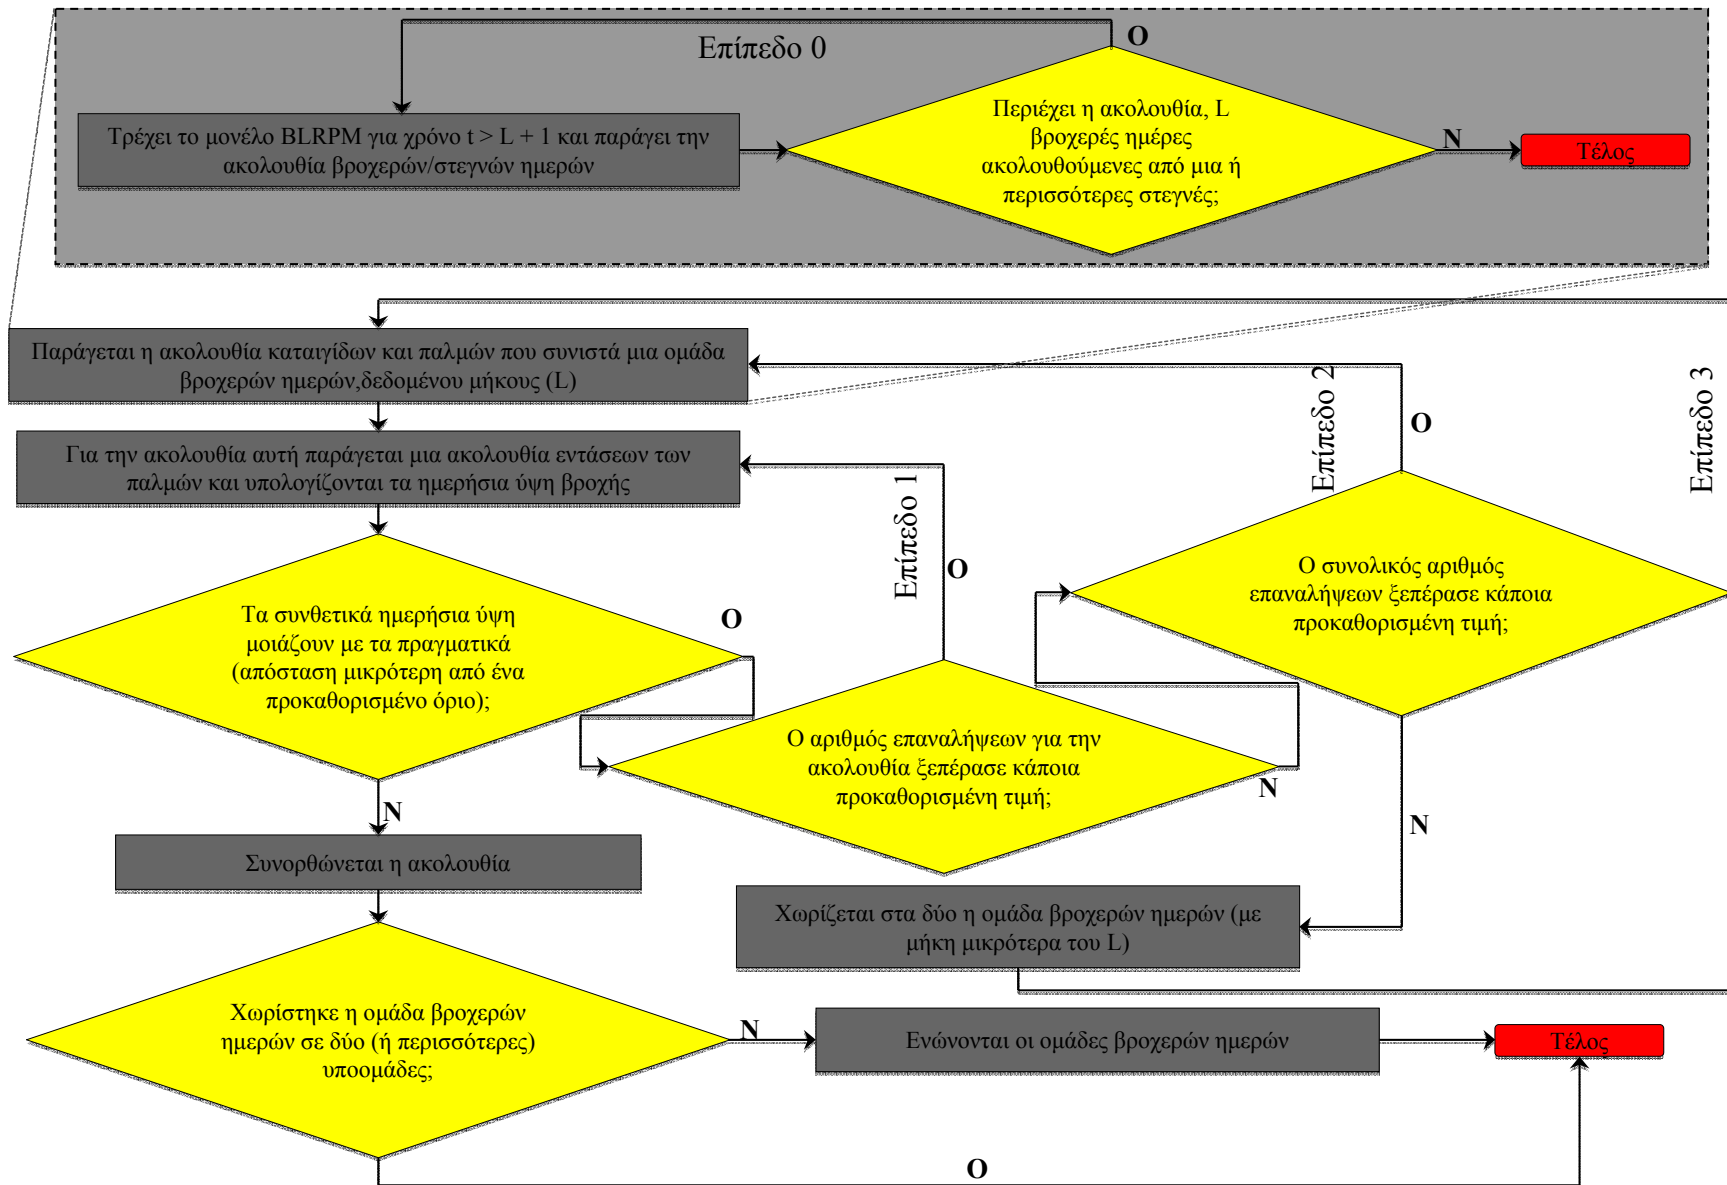 Επίπεδο 0
Ο
Τρέχει το μονέλο BLRPM για χρόνο t > L + 1 και παράγει την
ακολουθία βροχερών/στεγνών ημερών
Περιέχει η ακολουθία, L
βροχερές ημέρες
ακολουθούμενες από μια ή
περισσότερες στεγνές;
Ν
Τέλος
Παράγεται η ακολουθία καταιγίδων και παλμών που συνιστά μια ομάδα
βροχερών ημερών,δεδομένου μήκους (L)
Για την ακολουθία αυτή παράγεται μια ακολουθία εντάσεων των
παλμών και υπολογίζονται τα ημερήσια ύψη βροχής
Επίπεδο 1
Ο
Επίπεδο 2
Ο
Επίπεδο 3
Τα συνθετικά ημερήσια ύψη
μοιάζουν με τα πραγματικά
(απόσταση μικρότερη από ένα
προκαθορισμένο όριο);
Ο
Ν
Ο αριθμός επαναλήψεων για την
ακολουθία ξεπέρασε κάποια
προκαθορισμένη τιμή;
Ν
Ο συνολικός αριθμός
επαναλήψεων ξεπέρασε κάποια
προκαθορισμένη τιμή;
Ν
Συνορθώνεται η ακολουθία
Χωρίζεται στα δύο η ομάδα βροχερών ημερών (με
μήκη μικρότερα του L)
Χωρίστηκε η ομάδα βροχερών
ημερών σε δύο (ή περισσότερες)
υποομάδες;
Ν
Ενώνονται οι ομάδες βροχερών ημερών
Τέλος
Ο